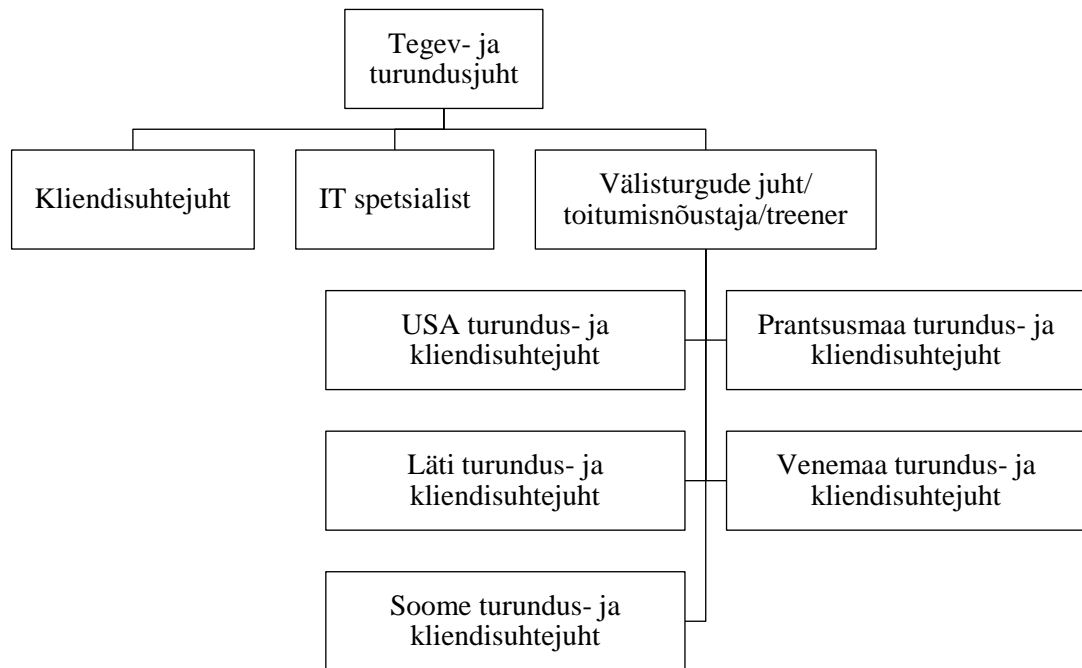 Tegev- ja
turundusjuht
Kliendisuhtejuht
IT spetsialist
Välisturgude juht/
toitumisnõustaja/treener
USA turundus- ja
kliendisuhtejuht
Prantsusmaa turundus- ja
kliendisuhtejuht
Läti turundus- ja
kliendisuhtejuht
Venemaa turundus- ja
kliendisuhtejuht
Soome turundus- ja
kliendisuhtejuht